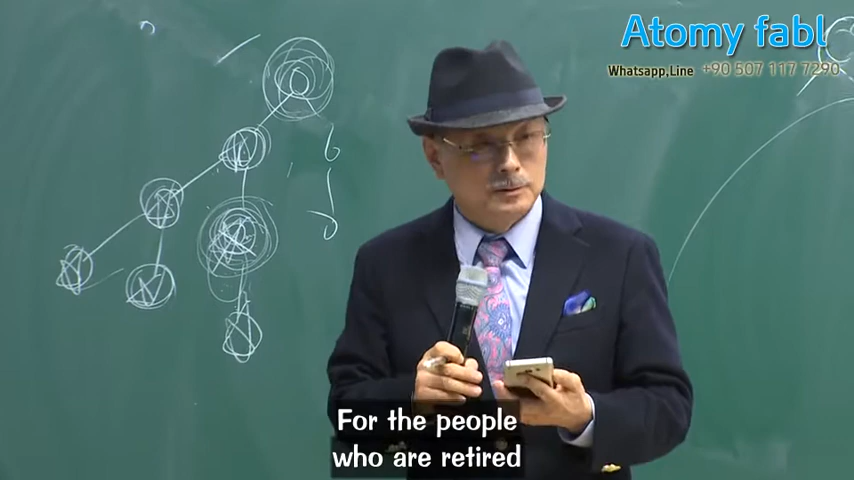 Atomy fabl
Whatsapp,Line +90 507 117 7290
For the people
who are retired